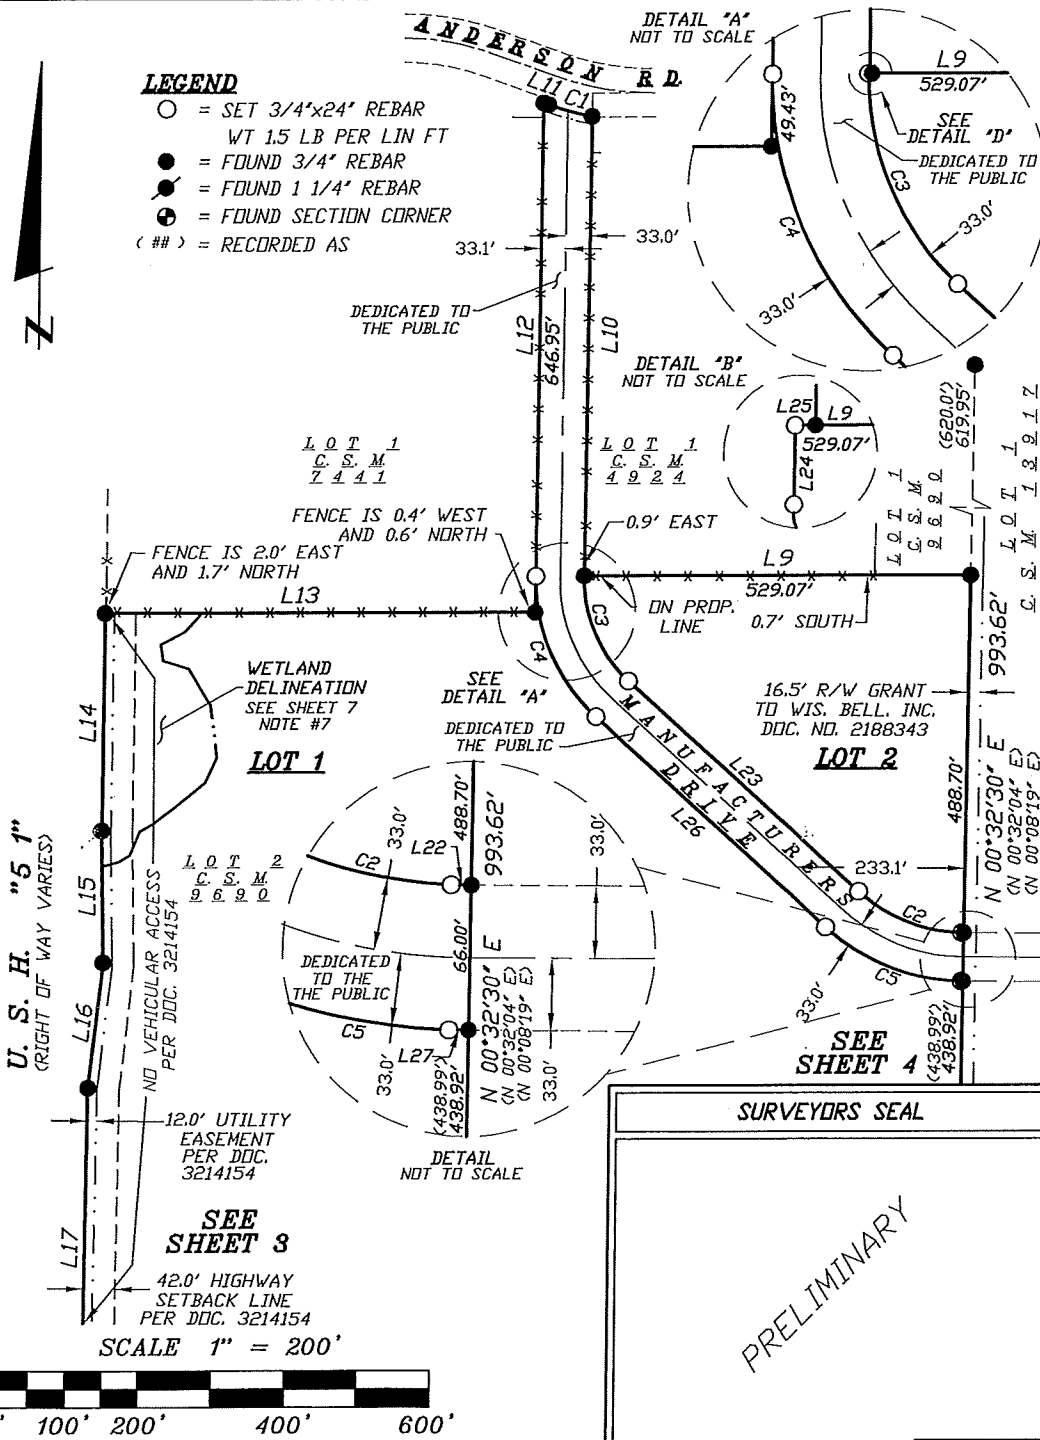 ANDERSON RD.
L11 C1
LEGEND
= SET 3/4"x24" REBAR
WT 1.5 LB PER LIN FT
= FOUND 3/4" REBAR
= FOUND 1 1/4" REBAR
= FOUND SECTION CORNER
( ## ) = RECORDED AS
Z
DETAIL "A"
NOT TO SCALE
L9
529.07'
49.43'
SEE
DETAIL "D"
DEDICATED TO
THE PUBLIC
C3
C4
33.0'
33.0'
33.1'
33.0'
DEDICATED TO
THE PUBLIC
L12
646.95'
L10
DETAIL "B"
NOT TO SCALE
L25
L9
529.07'
L24
(620.0')
619.95'
LOT 1
C. S. M.
7441
LOT 1
C. S. M.
4924
LOT 1
C. S. M.
9690
LOT 1
C. S. M. 13917
FENCE IS 0.4' WEST
AND 0.6' NORTH
0.9' EAST
FENCE IS 2.0' EAST
AND 1.7' NORTH
L13
L9
529.07'
ON PROP.
LINE
0.7' SOUTH
C3
C4
993.62'
WETLAND
DELINEATION
SEE SHEET 7
NOTE #7
SEE
DETAIL "A"
DEDICATED TO
THE PUBLIC
16.5' R/W GRANT
TO WIS. BELL. INC.
DOC. NO. 2188343
L14
LOT 1
LOT 2
MANUFACTURERS
DRIVE
L23
L26
488.70'
N 00°32'30" E
(N 00°32'04" E)
(N 00°08'19" E)
U. S. H. "51"
(RIGHT OF WAY VARIES)
L15
LOT 2
C. S. M.
9690
NO VEHICULAR ACCESS
PER DOC. 3214154
L16
33.0'
L22
488.70'
993.62'
33.0'
C2
66.00'
DEDICATED
TO THE
THE PUBLIC
C5
L27
33.0'
(438.99')
438.92'
N 00°32'30" E
(N 00°32'04" E)
(N 00°08'19" E)
33.0'
DETAIL
NOT TO SCALE
233.1'
C2
C5
33.0'
SEE
SHEET 4
(438.99')
438.92'
12.0' UTILITY
EASEMENT
PER DOC.
3214154
L17
SEE
SHEET 3
42.0' HIGHWAY
SETBACK LINE
PER DOC. 3214154
SCALE 1" = 200'
100' 200' 400' 600'
SURVEYORS SEAL
PRELIMINARY